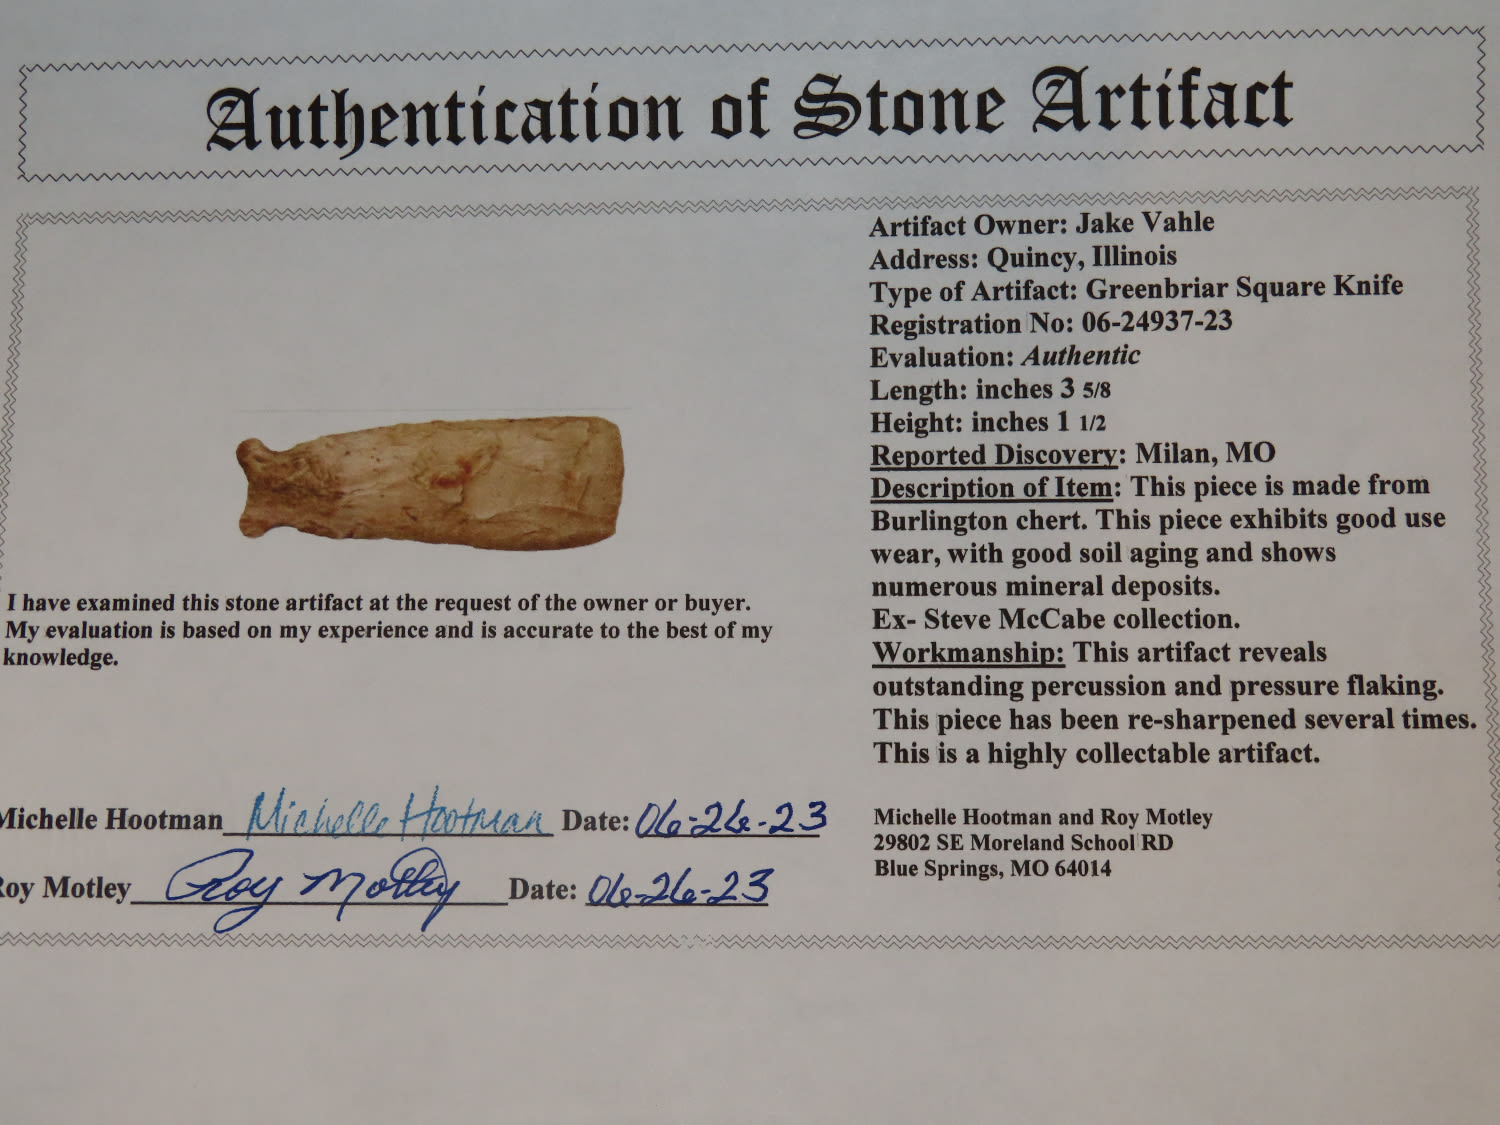 Authentication of Stone Artifact
Artifact Owner: Jake Vahle
Address: Quincy, Illinois
Type of Artifact: Greenbriar Square Knife
Registration No: 06-24937-23
Evaluation: Authentic
Length: inches 3 5/8
Height: inches 1 1/2
Reported Discovery: Milan, MO
Description of Item: This piece is made from
Burlington chert. This piece exhibits good use
wear, with good soil aging and shows
numerous mineral deposits.
Ex- Steve McCabe collection.
Workmanship: This artifact reveals
outstanding percussion and pressure flaking.
This piece has been re-sharpened several times.
This is a highly collectable artifact.
I have examined this stone artifact at the request of the owner or buyer.
My evaluation is based on my experience and is accurate to the best of my
knowledge.
Michelle Hootman Michelle Hootman Date: 06-26-23
Roy Motley Roy Motley Date: 06-26-23
Michelle Hootman and Roy Motley
29802 SE Moreland School RD
Blue Springs, MO 64014